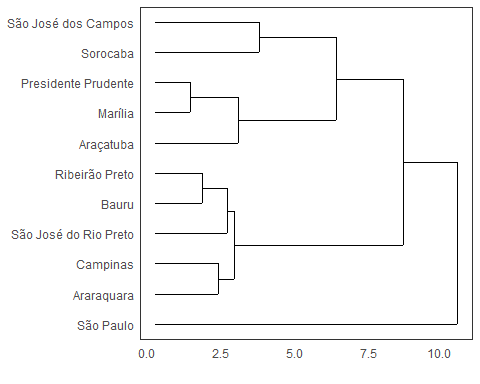 São José dos Campos
Sorocaba
Presidente Prudente
Marília
Araçatuba
Ribeirão Preto
Bauru
São José do Rio Preto
Campinas
Araraquara
São Paulo
0.0 2.5 5.0 7.5 10.0